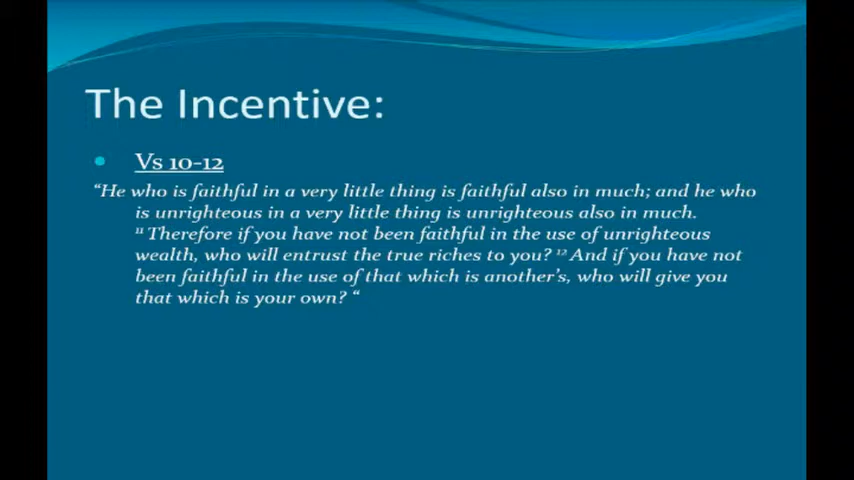 The Incentive:
Vs 10-12
“He who is faithful in a very little thing is faithful also in much; and he who
is unrighteous in a very little thing is unrighteous also in much.
¹¹ Therefore if you have not been faithful in the use of unrighteous
wealth, who will entrust the true riches to you? ¹² And if you have not
been faithful in the use of that which is another’s, who will give you
that which is your own? “